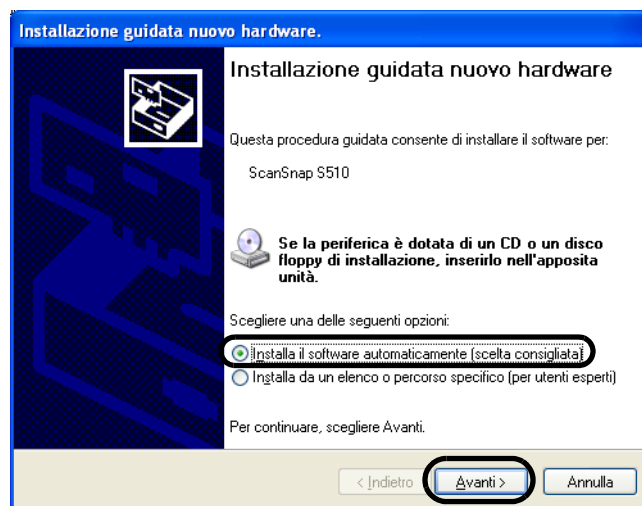 Installazione guidata nuovo hardware.
Installazione guidata nuovo hardware
Questa procedura guidata consente di installare il software per:
ScanSnap S510
Se la periferica è dotata di un CD o un disco
floppy di installazione, inserirlo nell'apposita
unità.
Scegliere una delle seguenti opzioni:
Installa il software automaticamente (scelta consigliata)
Installa da un elenco o percorso specifico (per utenti esperti)
Per continuare, scegliere Avanti.
< Indietro
Avanti >
Annulla